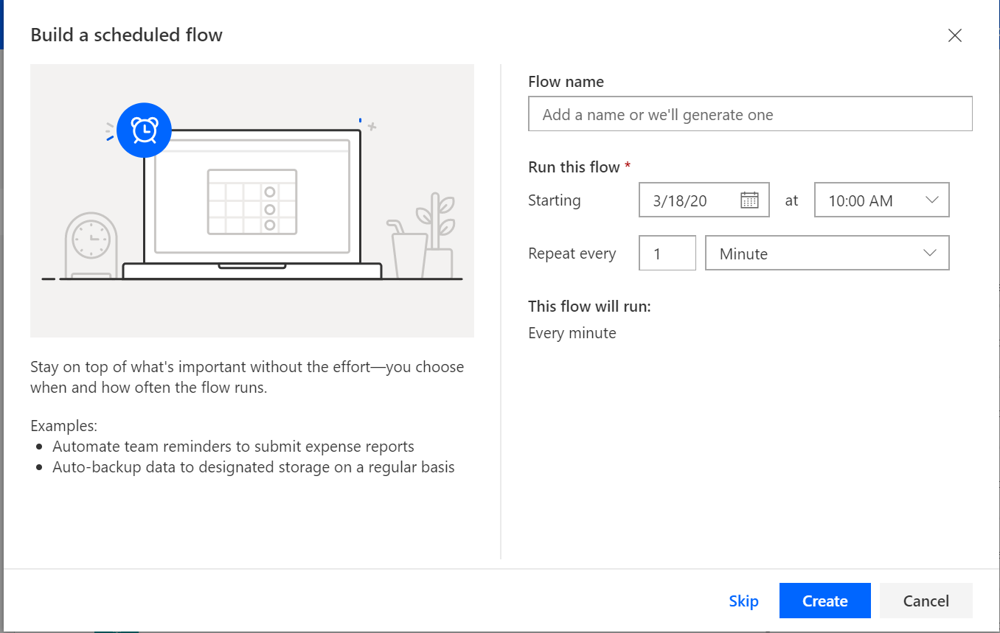 Build a scheduled flow
Stay on top of what's important without the effort—you choose
when and how often the flow runs.
Examples:
• Automate team reminders to submit expense reports
• Auto-backup data to designated storage on a regular basis
Flow name
Add a name or we'll generate one
Run this flow *
Starting 3/18/20 at 10:00 AM
Repeat every 1 Minute
This flow will run:
Every minute
Skip Create Cancel